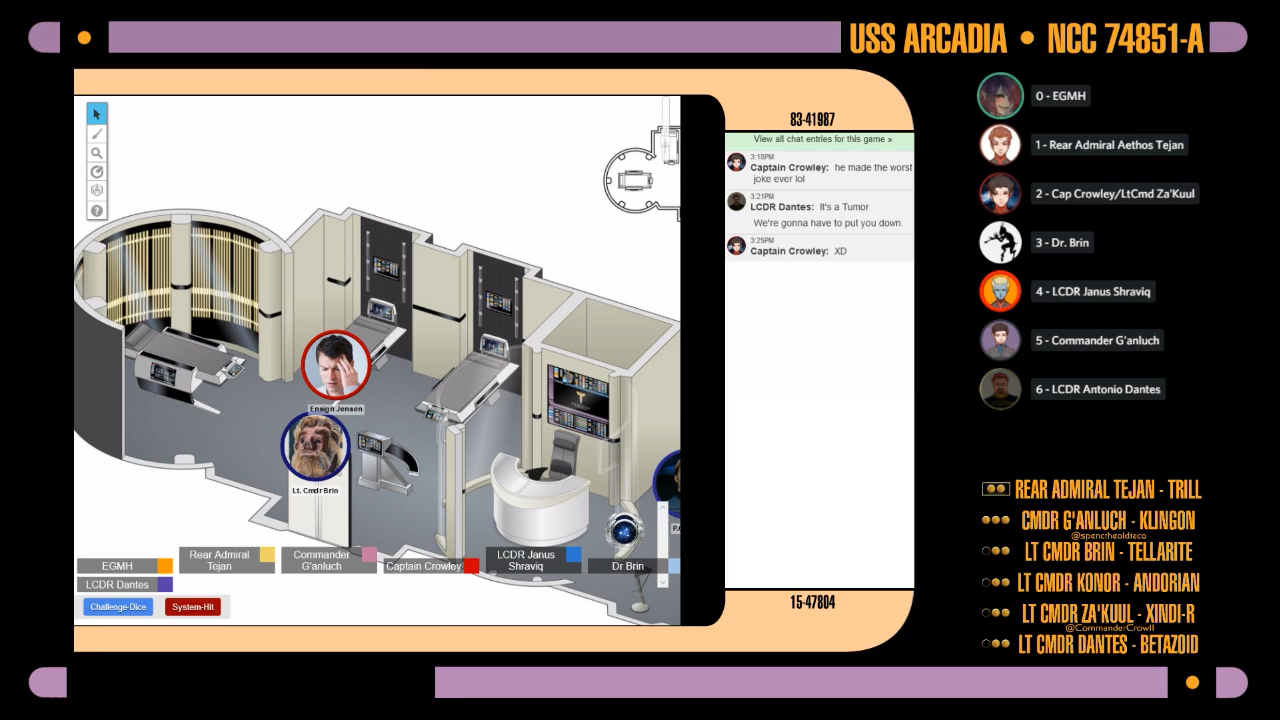 USS ARCADIA • NCC 74851-A
83-41987
View all chat entries for this game »
3:18PM
Captain Crowley: he made the worst
joke ever lol
3:21PM
LCDR Dantes: It's a Tumor
We're gonna have to put you down.
3:25PM
Captain Crowley: XD
15-47804
Ensign Jensen
Lt. Cmdr Brin
EGMH
Rear Admiral
Tejan
Commander
G'anluch
Captain Crowley
LCDR Janus
Shraviq
Dr Brin
LCDR Dantes
Challenge-Dice
System-Hit
0 - EGMH
1 - Rear Admiral Aethos Tejan
2 - Cap Crowley/LtCmd Za'Kuul
3 - Dr. Brin
4 - LCDR Janus Shraviq
5 - Commander G'anluch
6 - LCDR Antonio Dantes
REAR ADMIRAL TEJAN - TRILL
CMDR G'ANLUCH - KLINGON
LT CMDR BRIN - TELLARITE
LT CMDR KONOR - ANDORIAN
LT CMDR ZA'KUUL - XINDI-R
LT CMDR DANTES - BETAZOID